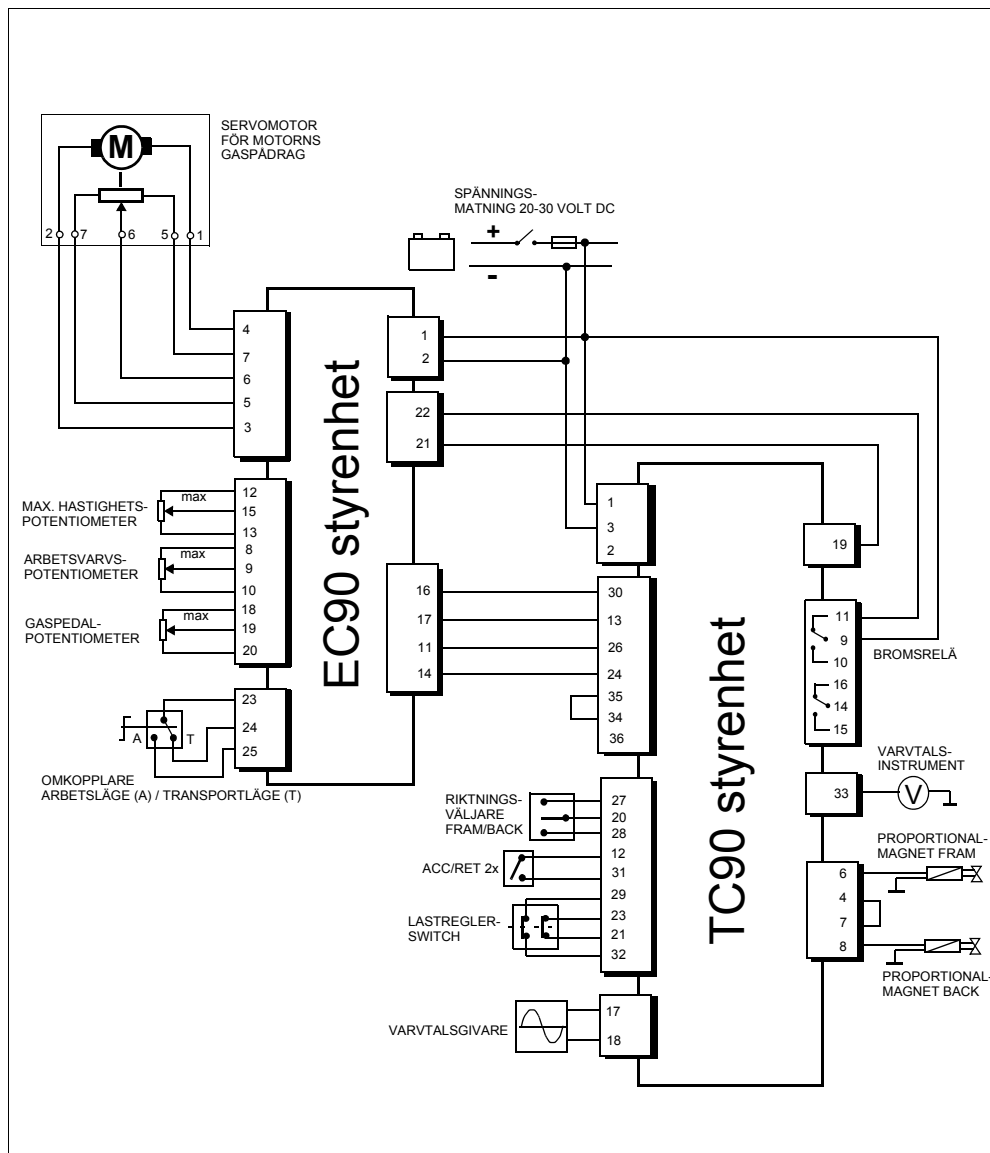 SERVOMOTOR
FÖR MOTORNS
GASPÅDRAG
M
2 7 6 5 1
SPÄNNINGS-
MATNING 20-30 VOLT DC
+
-
EC90 styrenhet
4
7
6
5
3
1
2
22
21
MAX. HASTIGHETS-
POTENTIOMETER
max
12
15
13
ARBETSVARVS-
POTENTIOMETER
max
8
9
10
GASPEDAL-
POTENTIOMETER
max
18
19
20
16
17
11
14
A T
23
24
25
OMKOPPLARE
ARBETSLÄGE (A) / TRANSPORTLÄGE (T)
TC90 styrenhet
1
3
2
30
13
26
24
35
34
36
19
11
9
10
16
14
15
BROMSRELÄ
RIKTNINGS-
VÄLJARE
FRAM/BACK
27
20
28
ACC/RET 2x
12
31
LASTREGLER-
SWITCH
29
23
21
32
VARVTALSGIVARE
17
18
VARVTALS-
INSTRUMENT
33
V
PROPORTIONAL-
MAGNET FRAM
6
4
7
8
PROPORTIONAL-
MAGNET BACK